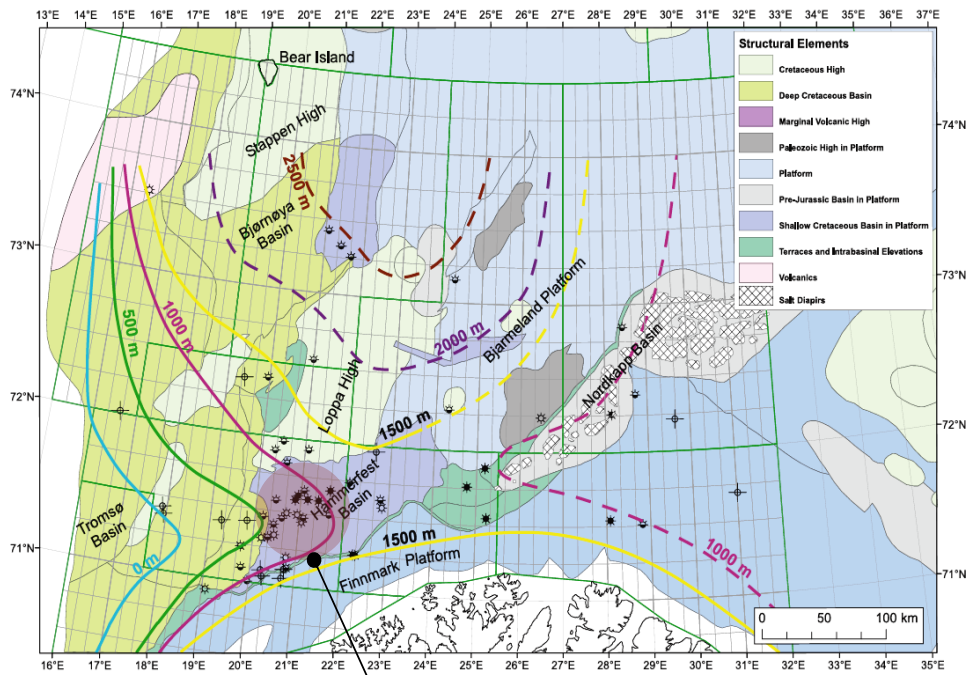 13°E 14°E 15°E 16°E 17°E 18°E 19°E 20°E 21°E 22°E 23°E 24°E 25°E 26°E 27°E 28°E 29°E 30°E 31°E 32°E 33°E 34°E 35°E 36°E 37°E
Structural Elements
Cretaceous High
Deep Cretaceous Basin
Marginal Volcanic High
Paleozoic High in Platform
Platform
Pre-Jurassic Basin in Platform
Shallow Cretaceous Basin in Platform
Terraces and Intrabasinal Elevations
Volcanics
Salt Diapirs
Bear Island
74°N
74°N
Stappen High
2500 m
Bjørnøya
Basin
73°N
73°N
1000 m
500 m
2000 m
Bjarmeland Platform
Nordkapp Basin
72°N
72°N
Loppa High
1500 m
Hammerfest
Basin
Tromsø
Basin
0 m
71°N
71°N
1500 m
Finnmark Platform
1000 m
0 50 100 km
16°E 17°E 18°E 19°E 20°E 21°E 22°E 23°E 24°E 25°E 26°E 27°E 28°E 29°E 30°E 31°E 32°E 33°E 34°E